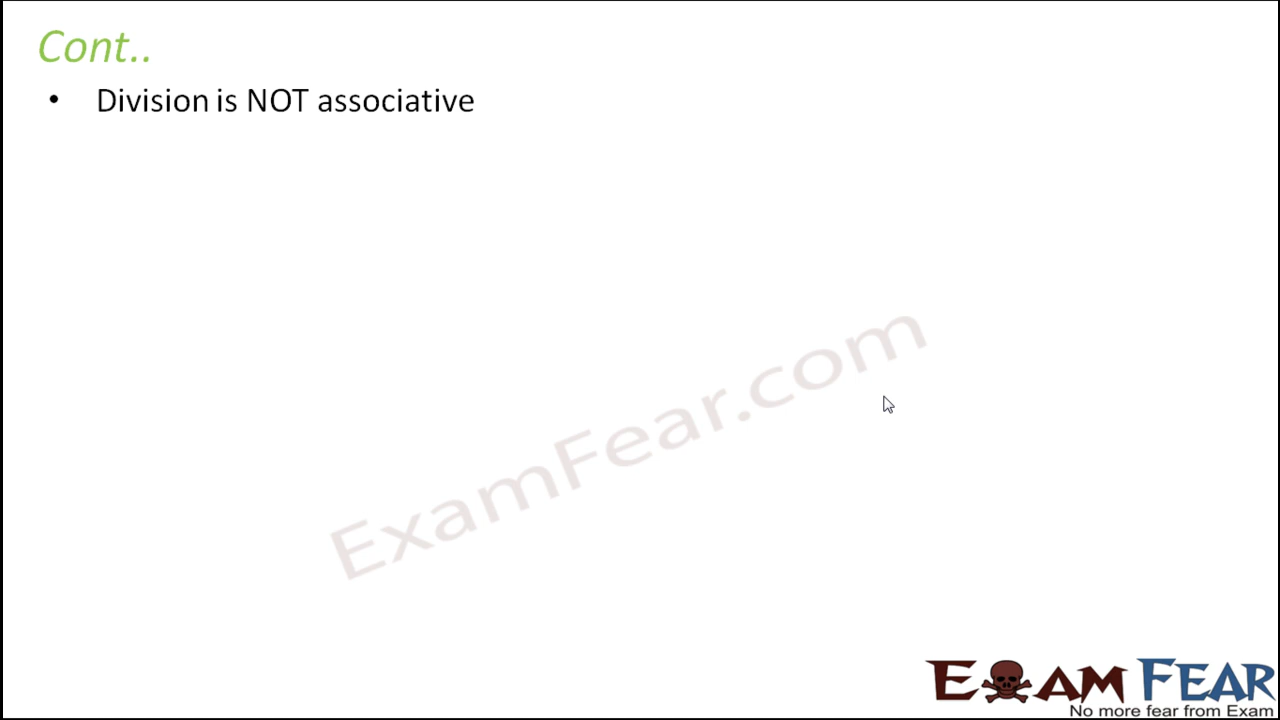 Cont..
• Division is NOT associative
ExamFear.com
EXAM FEAR
No more fear from Exam